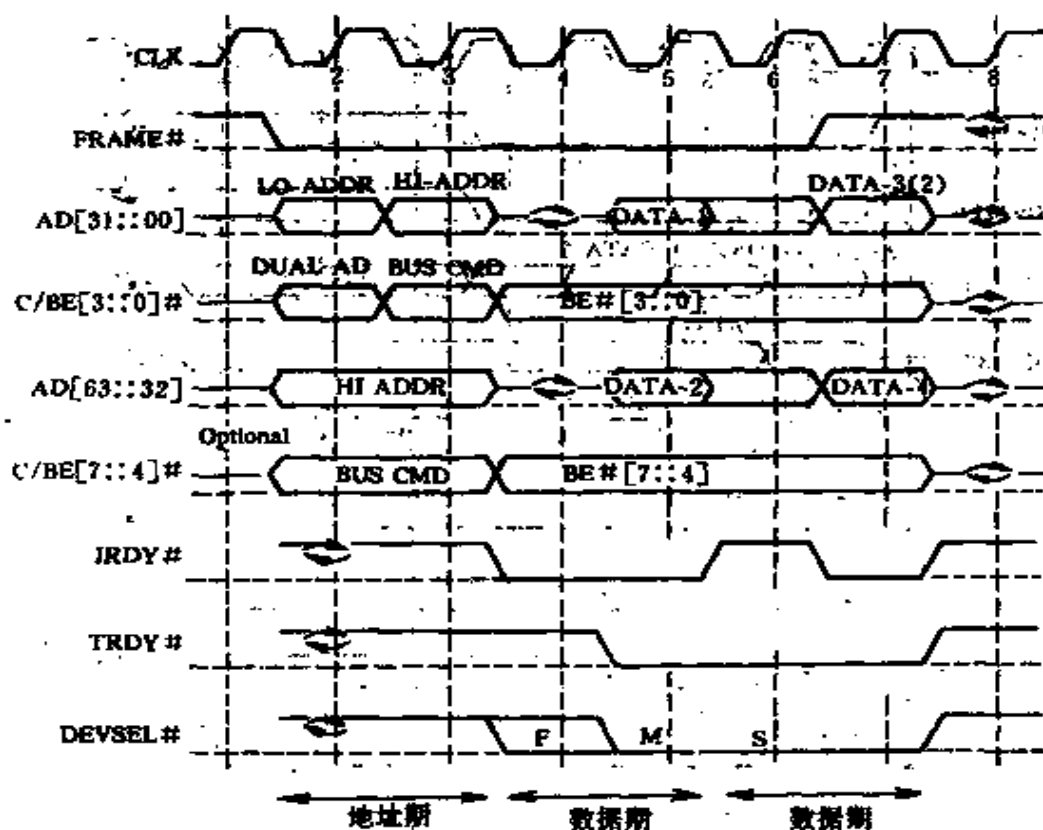 CLK
1 2 3 4 5 6 7 8
FRAME#
LO-ADDR HI-ADDR DATA-3(2)
AD[31::00] DATA-1
DUAL-AD BUS CMD
C/BE[3::0]# BE#[3::0]
AD[63::32] HI ADDR DATA-2 DATA-4
Optional
C/BE[7::4]# BUS CMD BE#[7::4]
IRDY#
TRDY#
DEVSEL# F M S
地址期 数据期 数据期